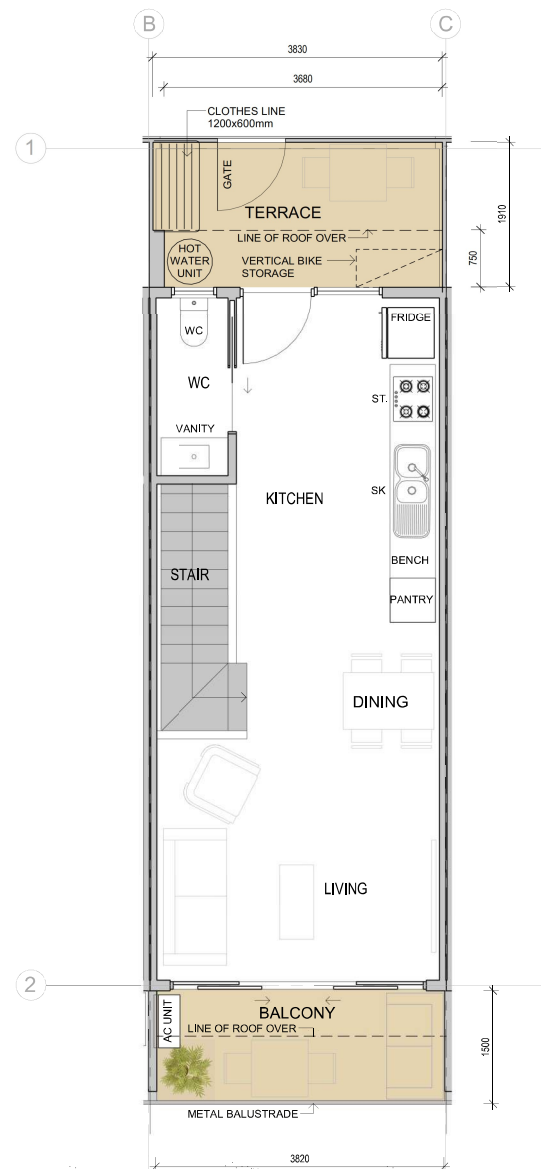 B
C
3830
3680
CLOTHES LINE
1200x600mm
1
GATE
TERRACE
1910
LINE OF ROOF OVER
HOT
WATER
UNIT
VERTICAL BIKE
STORAGE
750
WC
FRIDGE
WC
ST.
VANITY
SK
KITCHEN
BENCH
STAIR
PANTRY
DINING
LIVING
2
AC UNIT
BALCONY
LINE OF ROOF OVER
1500
METAL BALUSTRADE
3820